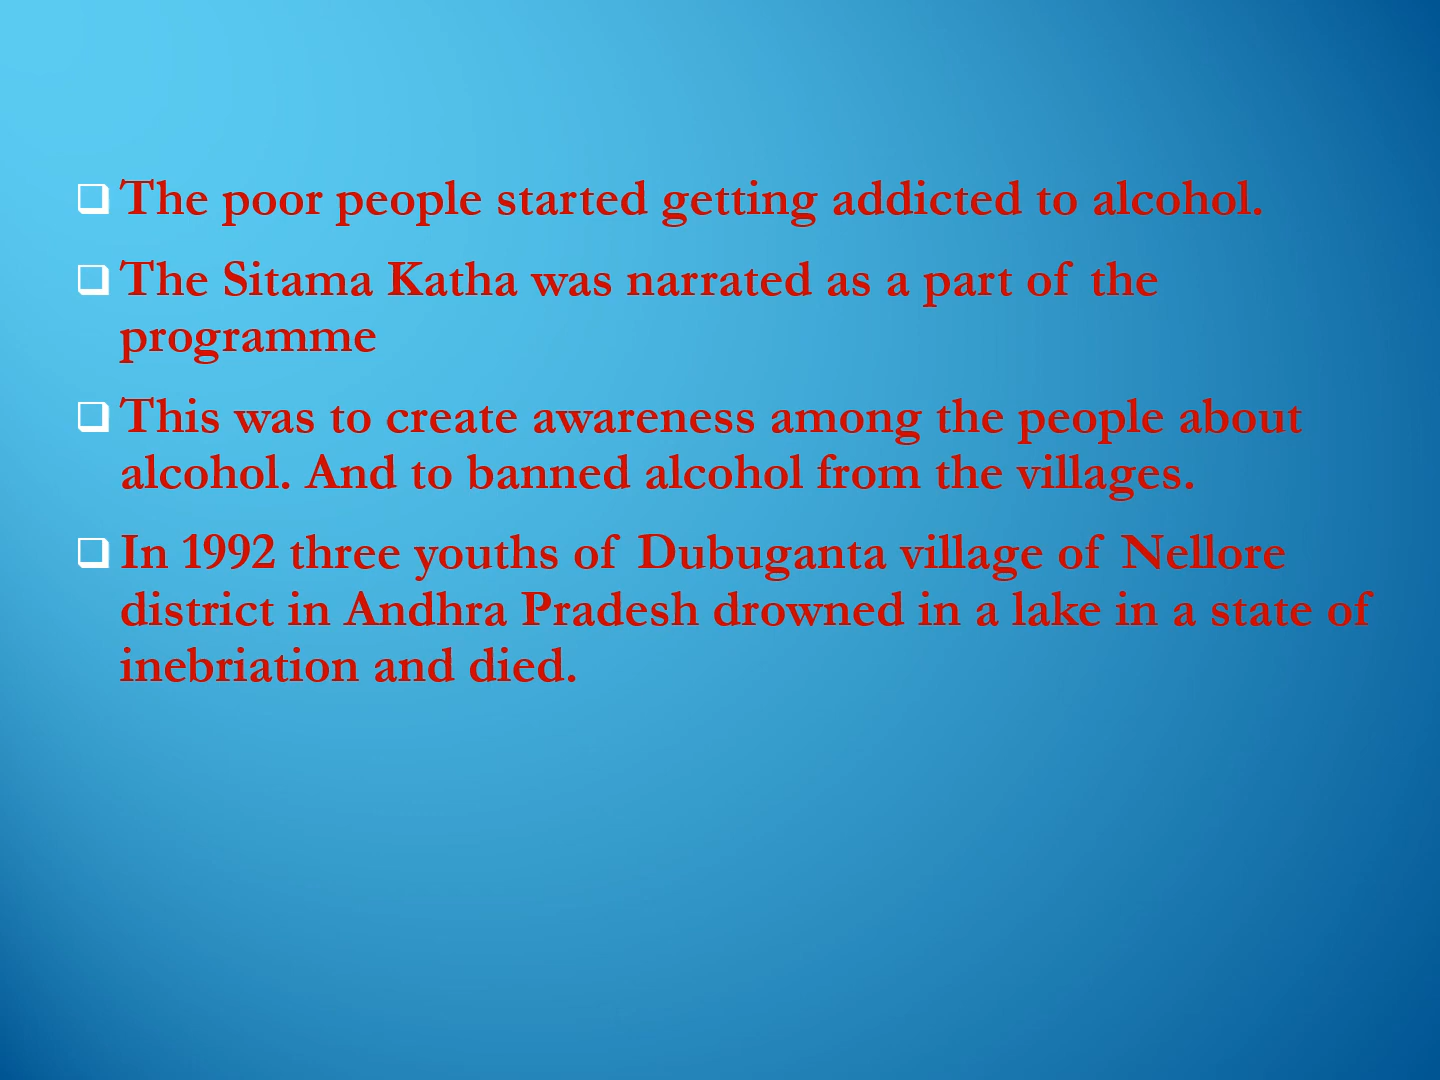 The poor people started getting addicted to alcohol.
The Sitama Katha was narrated as a part of the
programme
This was to create awareness among the people about
alcohol. And to banned alcohol from the villages.
In 1992 three youths of Dubuganta village of Nellore
district in Andhra Pradesh drowned in a lake in a state of
inebriation and died.